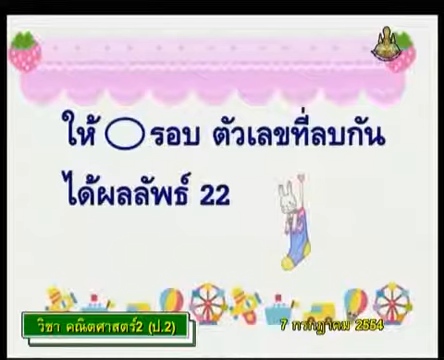 ให้ รอบ ตัวเลขที่ลบกัน
ได้ผลลัพธ์ 22
วิชา คณิตศาสตร์2 (ป.2)
7 กรกฎาคม 2554